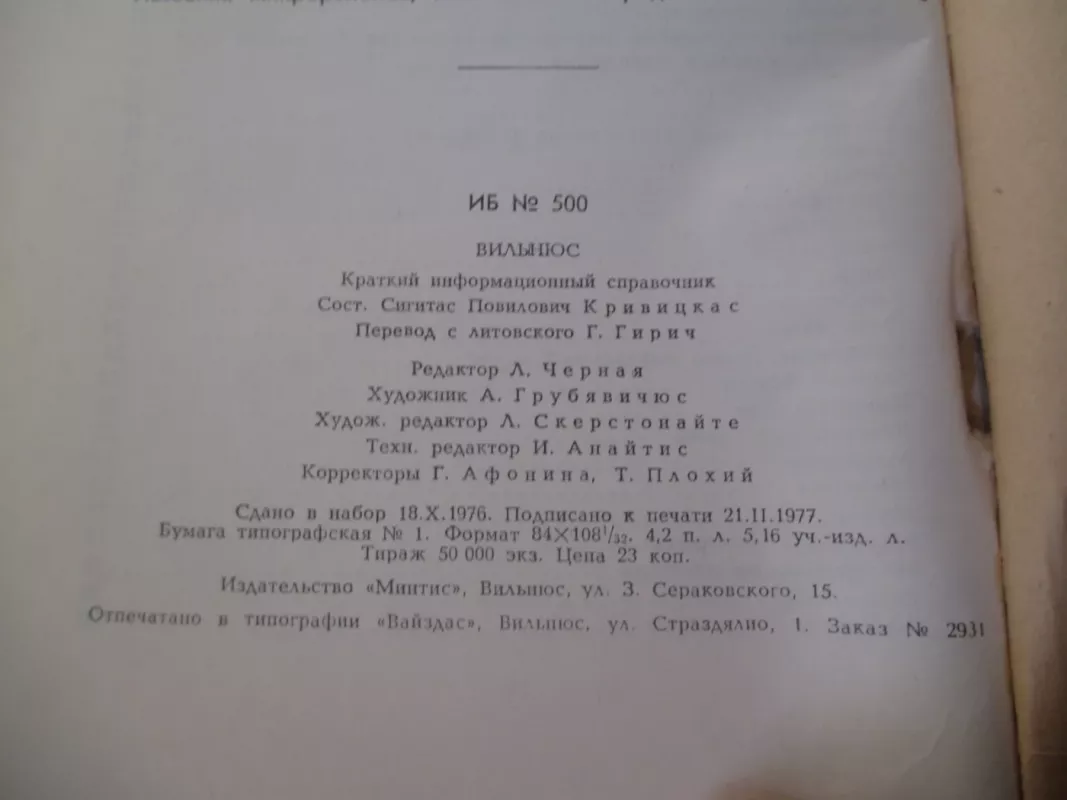 ИБ № 500
ВИЛЬНЮС
Краткий информационный справочник
Сост. Сигитас Повилович Кривицкас
Перевод с литовского Г. Гирич
Редактор Л. Черная
Художник А. Грубявичюс
Худож. редактор Л. Скерстонайте
Техн. редактор И. Анайтис
Корректоры Г. Афонина, Т. Плохий
Сдано в набор 18.X.1976. Подписано к печати 21.II.1977.
Бумага типографская № 1. Формат 84×108¹/₃₂. 4,2 п. л. 5,16 уч.-изд. л.
Тираж 50 000 экз. Цена 23 коп.
Издательство «Минтис», Вильнюс, ул. З. Сераковского, 15.
Отпечатано в типографии «Вайздас», Вильнюс, ул. Страздялио, 1. Заказ № 2931